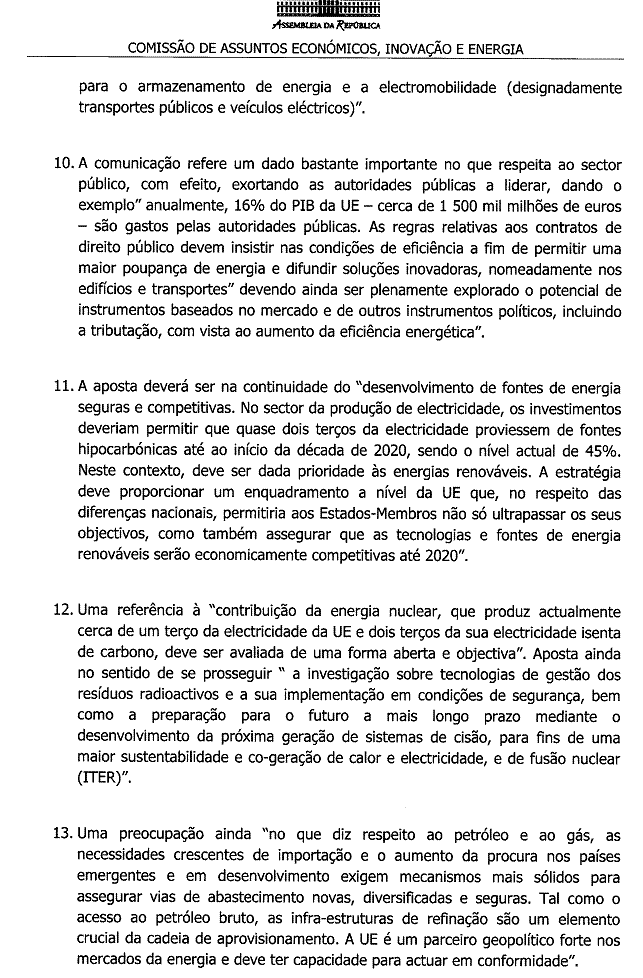 ASSEMBLEIA DA REPÚBLICA
COMISSÃO DE ASSUNTOS ECONÓMICOS, INOVAÇÃO E ENERGIA
para o armazenamento de energia e a electromobilidade (designadamente
transportes públicos e veículos eléctricos)”.
10. A comunicação refere um dado bastante importante no que respeita ao sector
público, com efeito, exortando as autoridades públicas a liderar, dando o
exemplo” anualmente, 16% do PIB da UE – cerca de 1 500 mil milhões de euros
– são gastos pelas autoridades públicas. As regras relativas aos contratos de
direito público devem insistir nas condições de eficiência a fim de permitir uma
maior poupança de energia e difundir soluções inovadoras, nomeadamente nos
edifícios e transportes” devendo ainda ser plenamente explorado o potencial de
instrumentos baseados no mercado e de outros instrumentos políticos, incluindo
a tributação, com vista ao aumento da eficiência energética”.
11. A aposta deverá ser na continuidade do “desenvolvimento de fontes de energia
seguras e competitivas. No sector da produção de electricidade, os investimentos
deveriam permitir que quase dois terços da electricidade proviessem de fontes
hipocarbónicas até ao início da década de 2020, sendo o nível actual de 45%.
Neste contexto, deve ser dada prioridade às energias renováveis. A estratégia
deve proporcionar um enquadramento a nível da UE que, no respeito das
diferenças nacionais, permitiria aos Estados-Membros não só ultrapassar os seus
objectivos, como também assegurar que as tecnologias e fontes de energia
renováveis serão economicamente competitivas até 2020”.
12. Uma referência à “contribuição da energia nuclear, que produz actualmente
cerca de um terço da electricidade da UE e dois terços da sua electricidade isenta
de carbono, deve ser avaliada de uma forma aberta e objectiva”. Aposta ainda
no sentido de se prosseguir “ a investigação sobre tecnologias de gestão dos
resíduos radioactivos e a sua implementação em condições de segurança, bem
como a preparação para o futuro a mais longo prazo mediante o
desenvolvimento da próxima geração de sistemas de cisão, para fins de uma
maior sustentabilidade e co-geração de calor e electricidade, e de fusão nuclear
(ITER)”.
13. Uma preocupação ainda “no que diz respeito ao petróleo e ao gás, as
necessidades crescentes de importação e o aumento da procura nos países
emergentes e em desenvolvimento exigem mecanismos mais sólidos para
assegurar vias de abastecimento novas, diversificadas e seguras. Tal como o
acesso ao petróleo bruto, as infra-estruturas de refinação são um elemento
crucial da cadeia de aprovisionamento. A UE é um parceiro geopolítico forte nos
mercados da energia e deve ter capacidade para actuar em conformidade”.